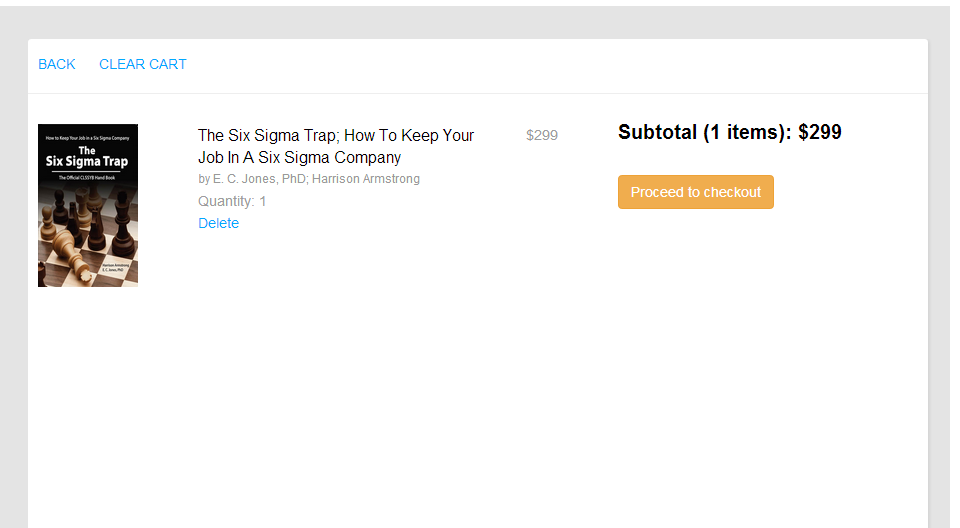 BACK CLEAR CART
How to Keep Your Job in a Six Sigma Company
The
Six Sigma Trap
The Official CLSSYB Hand Book
Harrison Armstrong
E. C. Jones, PhD
The Six Sigma Trap; How To Keep Your
Job In A Six Sigma Company
by E. C. Jones, PhD; Harrison Armstrong
Quantity: 1
Delete
$299
Subtotal (1 items): $299
Proceed to checkout